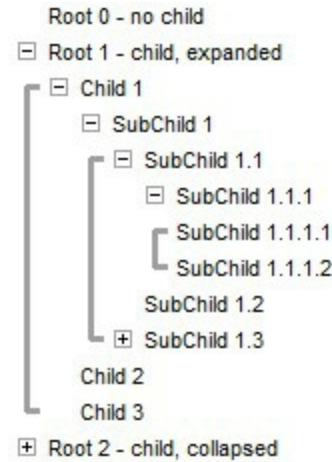 Root 0 - no child
Root 1 - child, expanded
Child 1
SubChild 1
SubChild 1.1
SubChild 1.1.1
SubChild 1.1.1.1
SubChild 1.1.1.2
SubChild 1.2
SubChild 1.3
Child 2
Child 3
Root 2 - child, collapsed